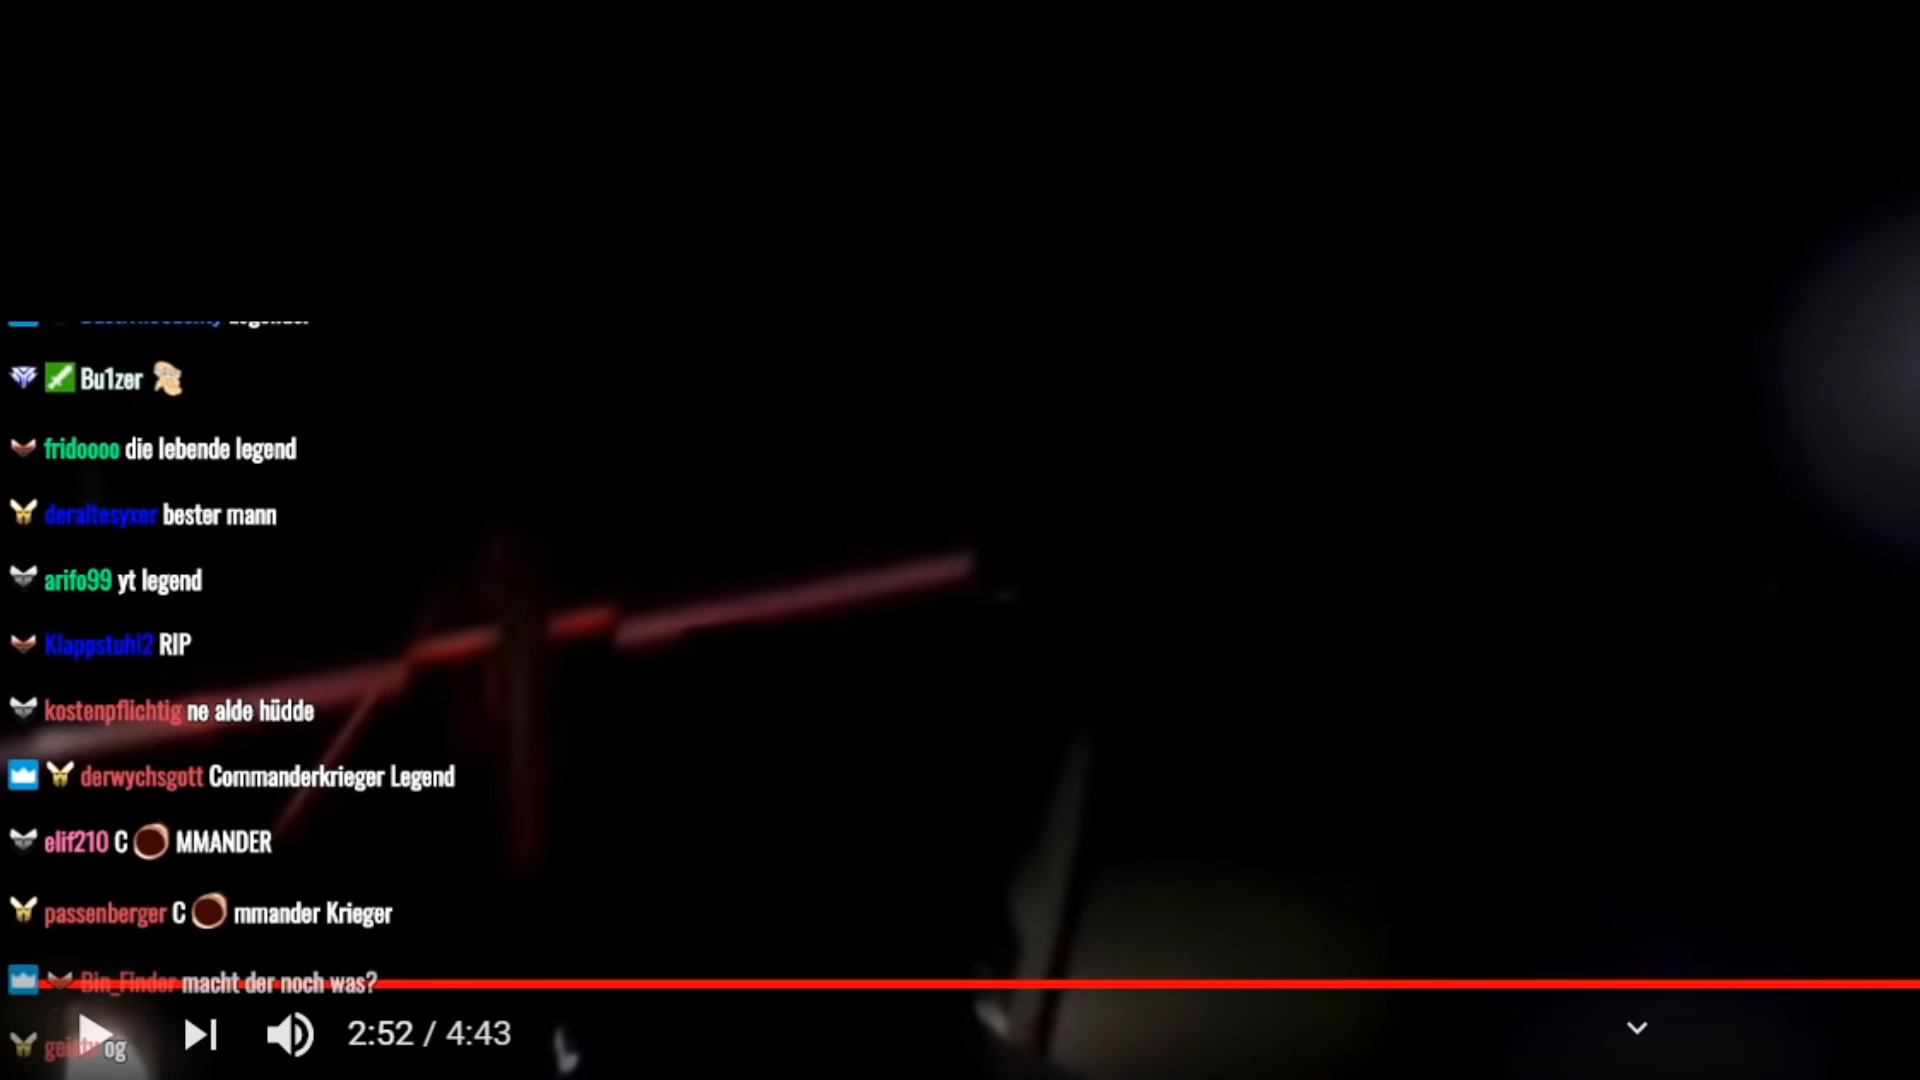 Bu1zer
fridoooo die lebende legend
deraltesyxer bester mann
arifo99 yt legend
Klappstuhl2 RIP
kostenpflichtig ne alde hüdde
derwychsgott Commanderkrieger Legend
elif210 C MMANDER
passenberger C mmander Krieger
Bin_Finder macht der noch was?
og
2:52 / 4:43